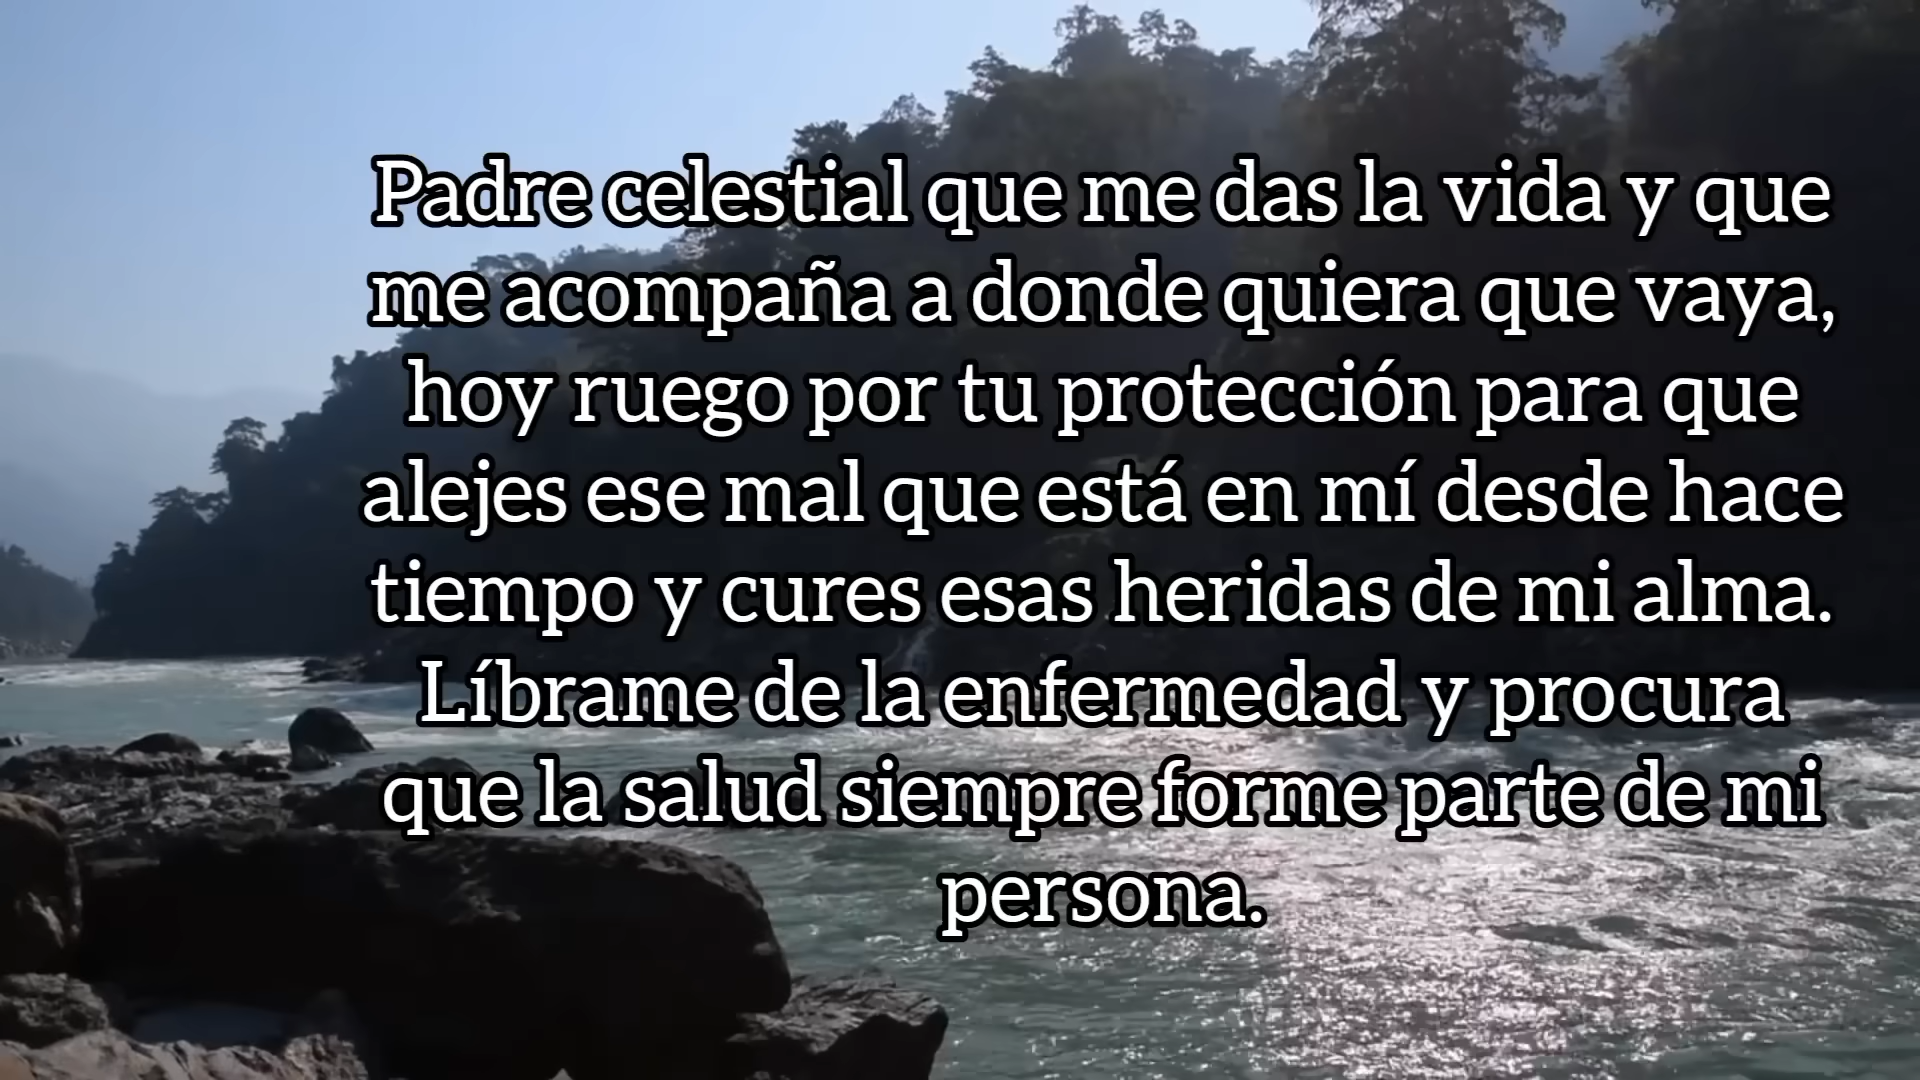 Padre celestial que me das la vida y que
me acompaña a donde quiera que vaya,
hoy ruego por tu protección para que
alejes ese mal que está en mí desde hace
tiempo y cures esas heridas de mi alma.
Líbrame de la enfermedad y procura
que la salud siempre forme parte de mi
persona.